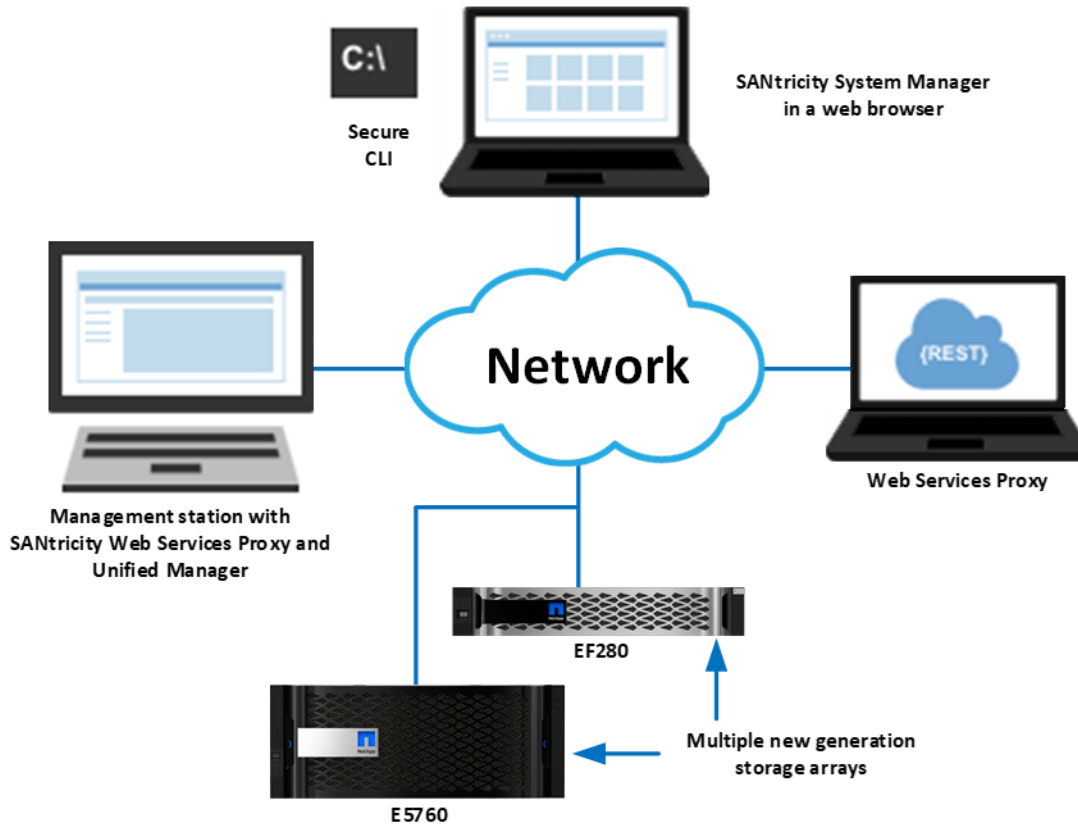 C:\
Secure
CLI
SANtricity System Manager
in a web browser
Network
{REST}
Management station with
SANtricity Web Services Proxy and
Unified Manager
Web Services Proxy
EF280
NetApp
E5760
Multiple new generation
storage arrays